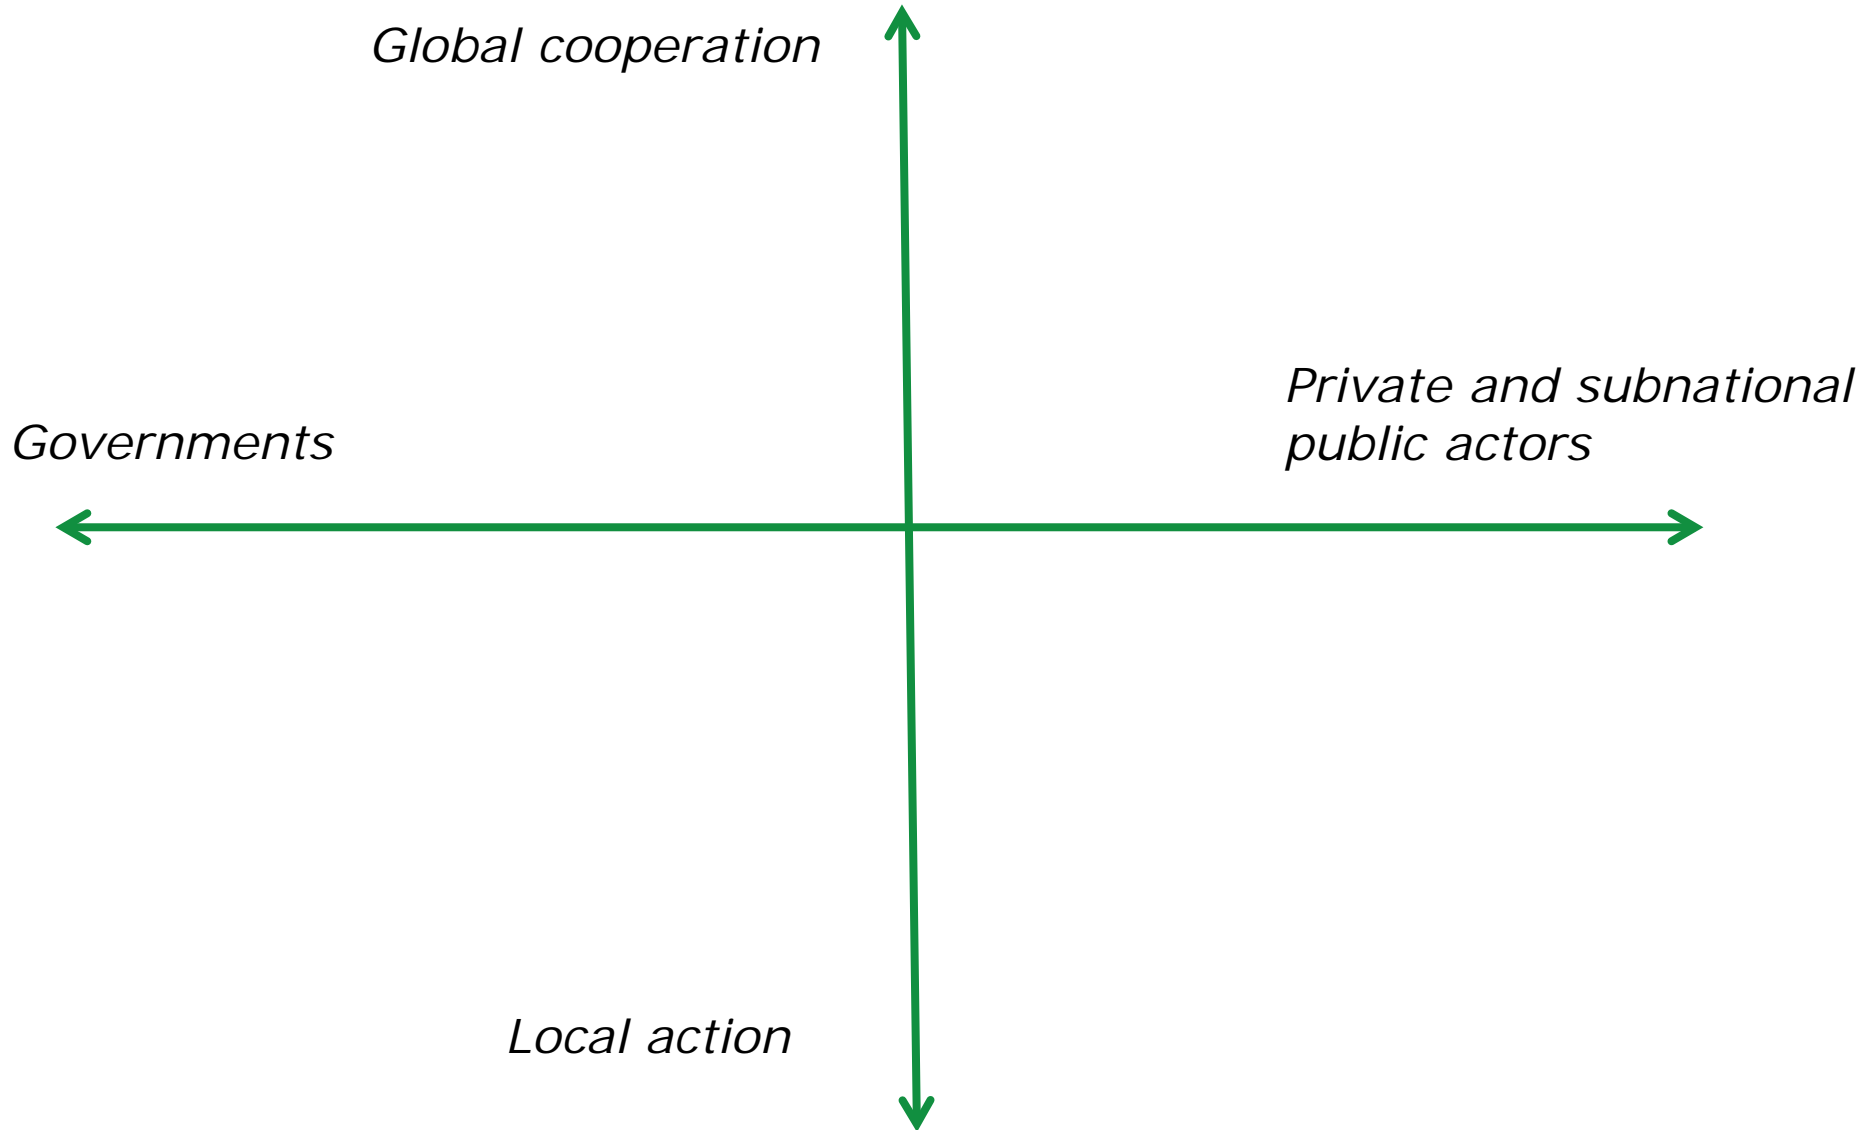 Global cooperation
Private and subnational
public actors
Governments
Local action